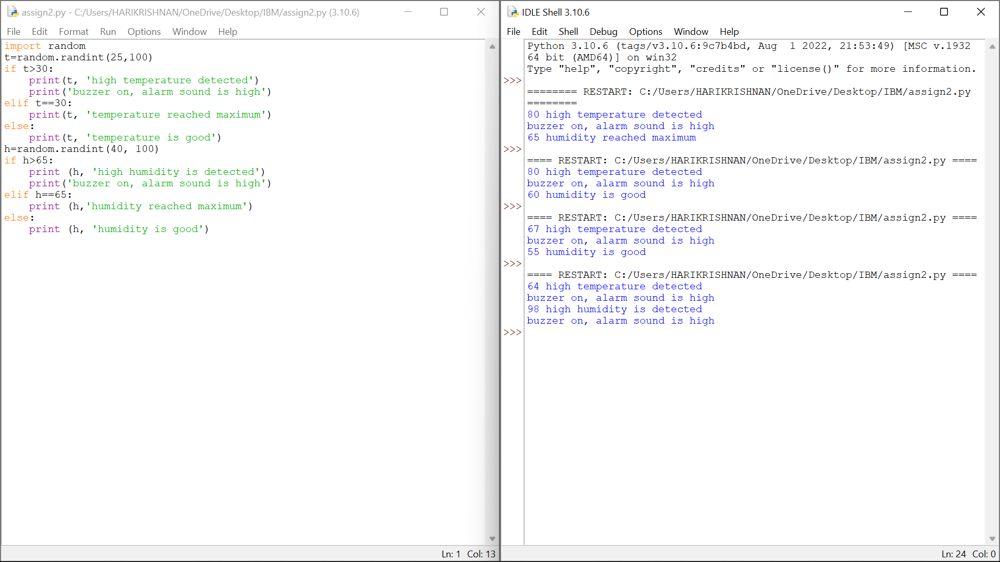 assign2.py - C:/Users/HARIKRISHNAN/OneDrive/Desktop/IBM/assign2.py (3.10.6)
File Edit Format Run Options Window Help
import random
t=random.randint(25,100)
if t>30:
    print(t, 'high temperature detected')
    print('buzzer on, alarm sound is high')
elif t==30:
    print(t, 'temperature reached maximum')
else:
    print(t, 'temperature is good')
h=random.randint(40, 100)
if h>65:
    print (h, 'high humidity is detected')
    print('buzzer on, alarm sound is high')
elif h==65:
    print (h,'humidity reached maximum')
else:
    print (h, 'humidity is good')
Ln: 1 Col: 13
IDLE Shell 3.10.6
File Edit Shell Debug Options Window Help
Python 3.10.6 (tags/v3.10.6:9c7b4bd, Aug  1 2022, 21:53:49) [MSC v.1932
64 bit (AMD64)] on win32
Type "help", "copyright", "credits" or "license()" for more information.
>>>
======== RESTART: C:/Users/HARIKRISHNAN/OneDrive/Desktop/IBM/assign2.py
========
80 high temperature detected
buzzer on, alarm sound is high
65 humidity reached maximum
>>>
==== RESTART: C:/Users/HARIKRISHNAN/OneDrive/Desktop/IBM/assign2.py ====
80 high temperature detected
buzzer on, alarm sound is high
60 humidity is good
>>>
==== RESTART: C:/Users/HARIKRISHNAN/OneDrive/Desktop/IBM/assign2.py ====
67 high temperature detected
buzzer on, alarm sound is high
55 humidity is good
>>>
==== RESTART: C:/Users/HARIKRISHNAN/OneDrive/Desktop/IBM/assign2.py ====
64 high temperature detected
buzzer on, alarm sound is high
98 high humidity is detected
buzzer on, alarm sound is high
>>>
Ln: 24 Col: 0